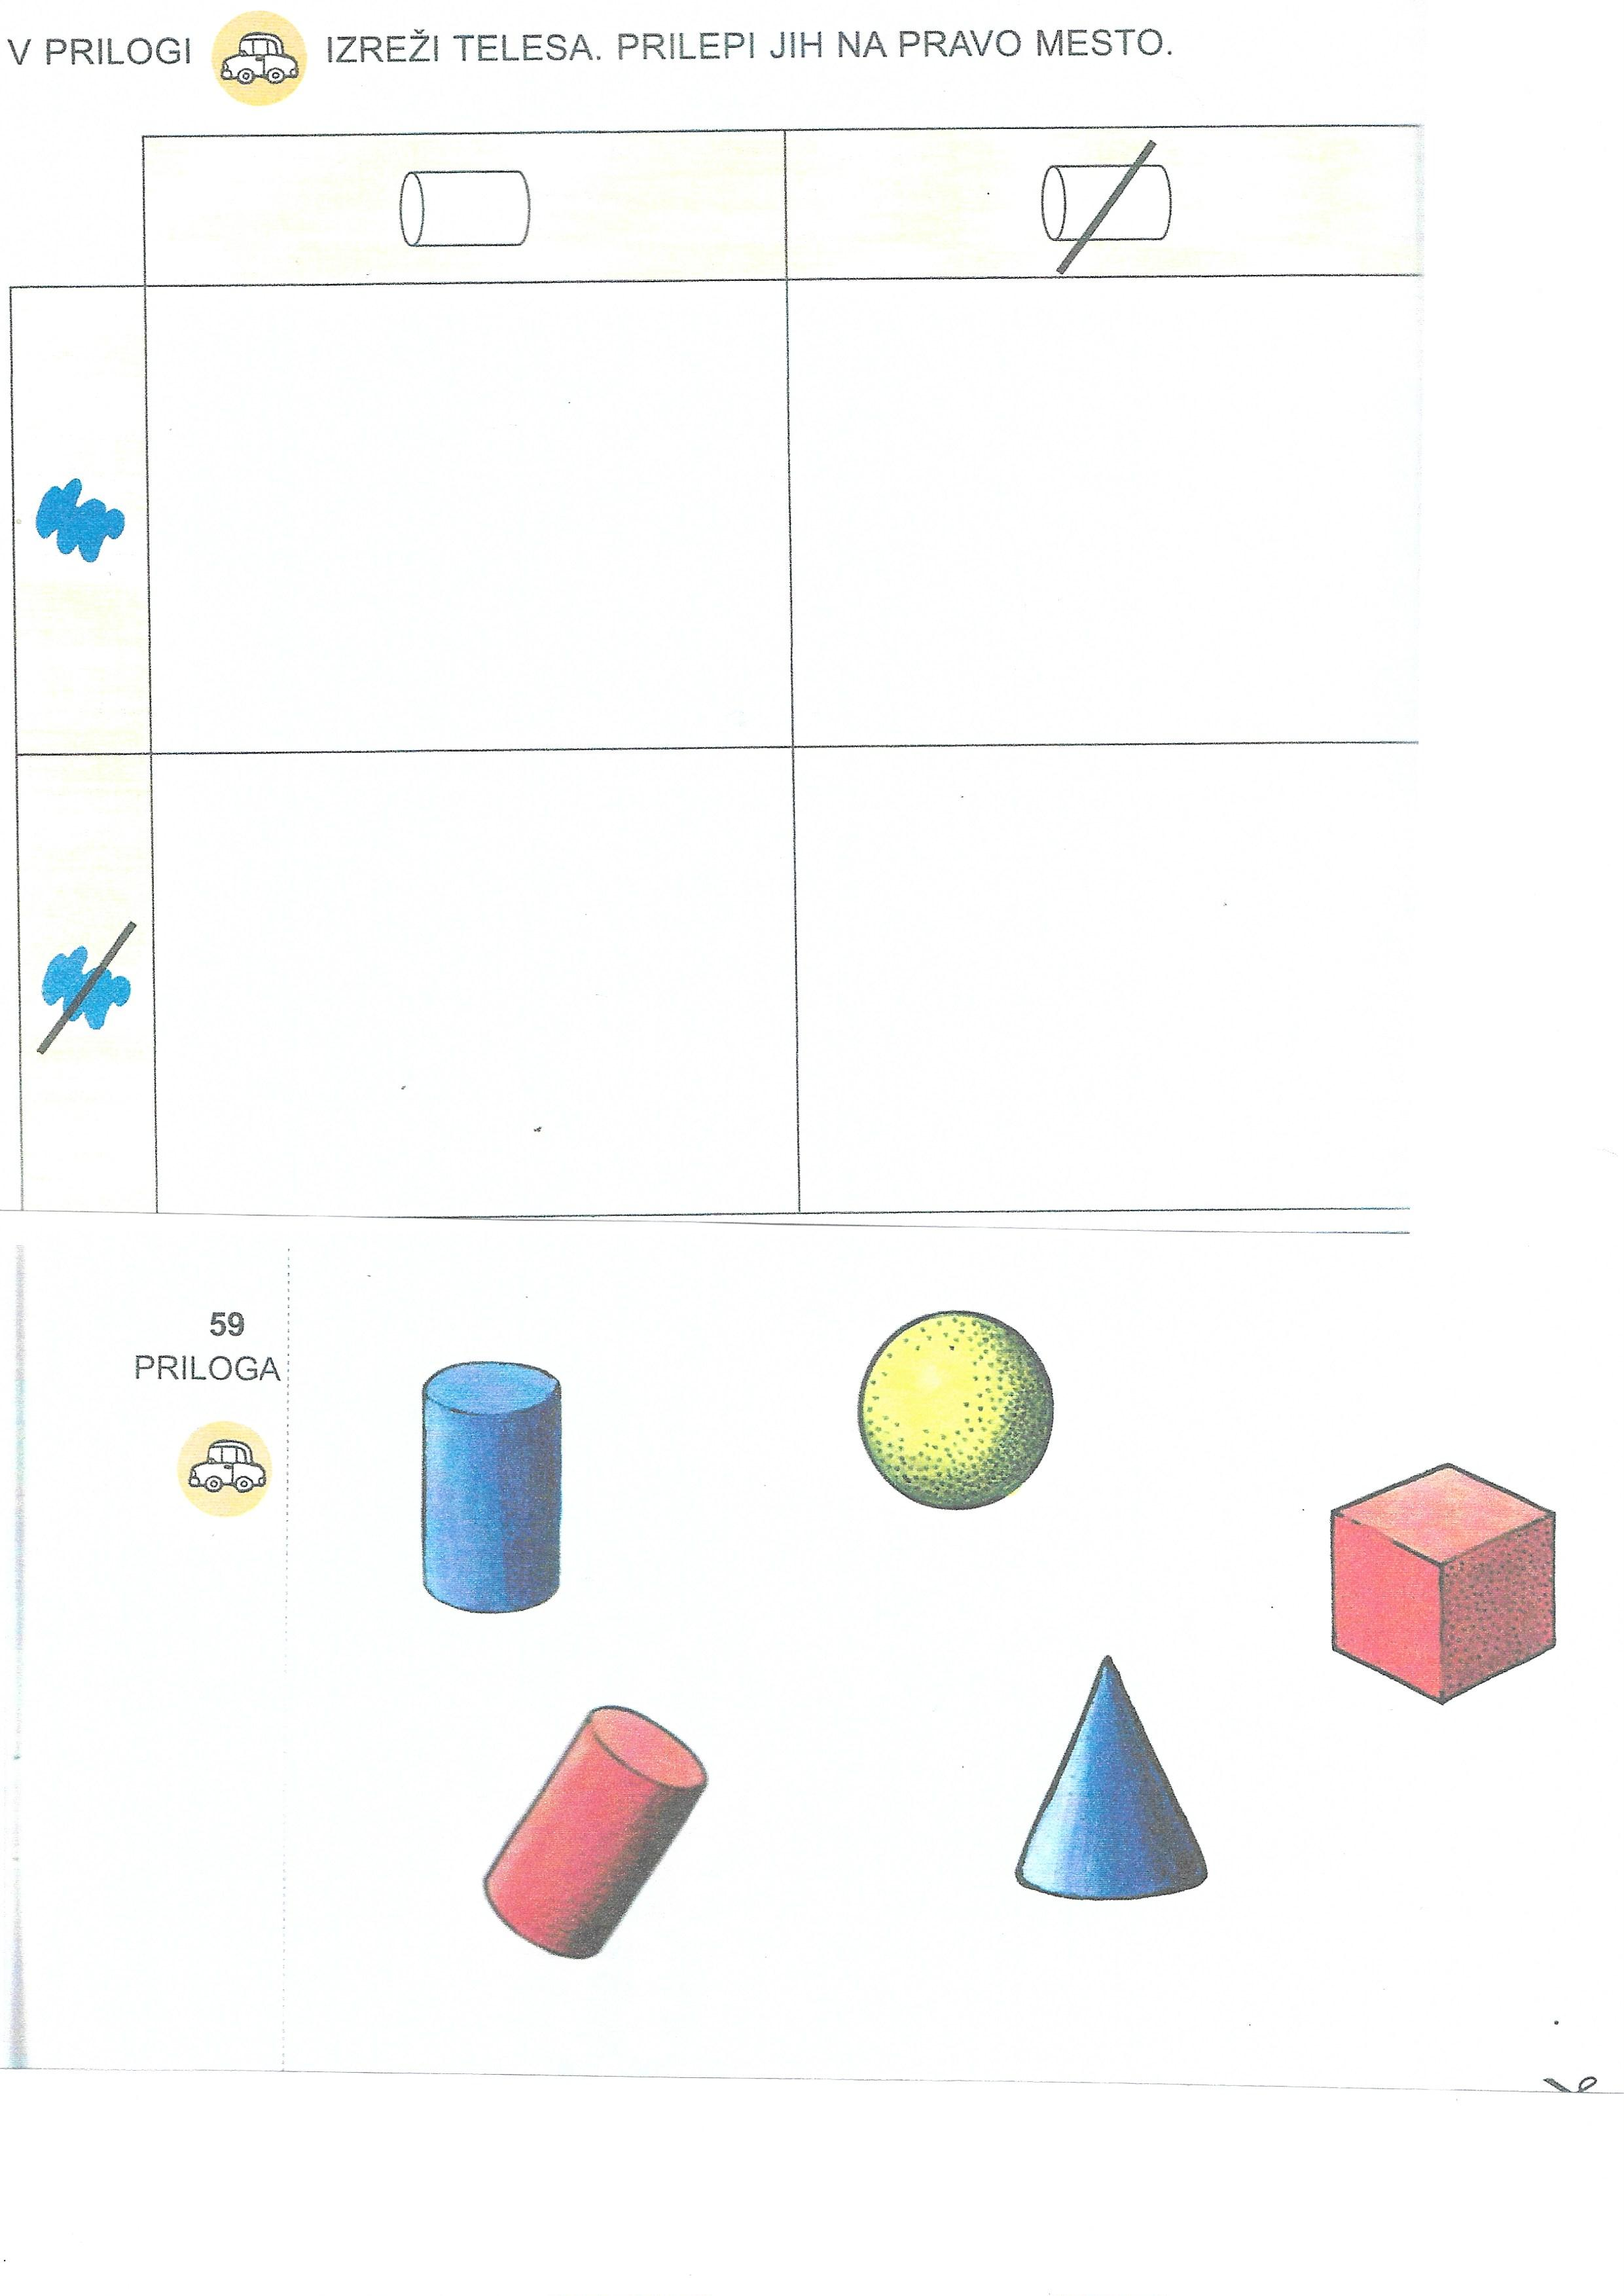 V PRILOGI IZREŽI TELESA. PRILEPI JIH NA PRAVO MESTO.
59
PRILOGA